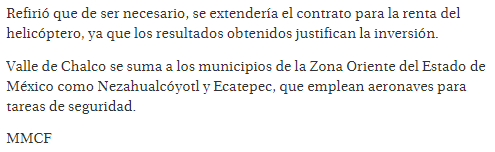 Refirió que de ser necesario, se extendería el contrato para la renta del
helicóptero, ya que los resultados obtenidos justifican la inversión.
Valle de Chalco se suma a los municipios de la Zona Oriente del Estado de
México como Nezahualcóyotl y Ecatepec, que emplean aeronaves para
tareas de seguridad.
MMCF